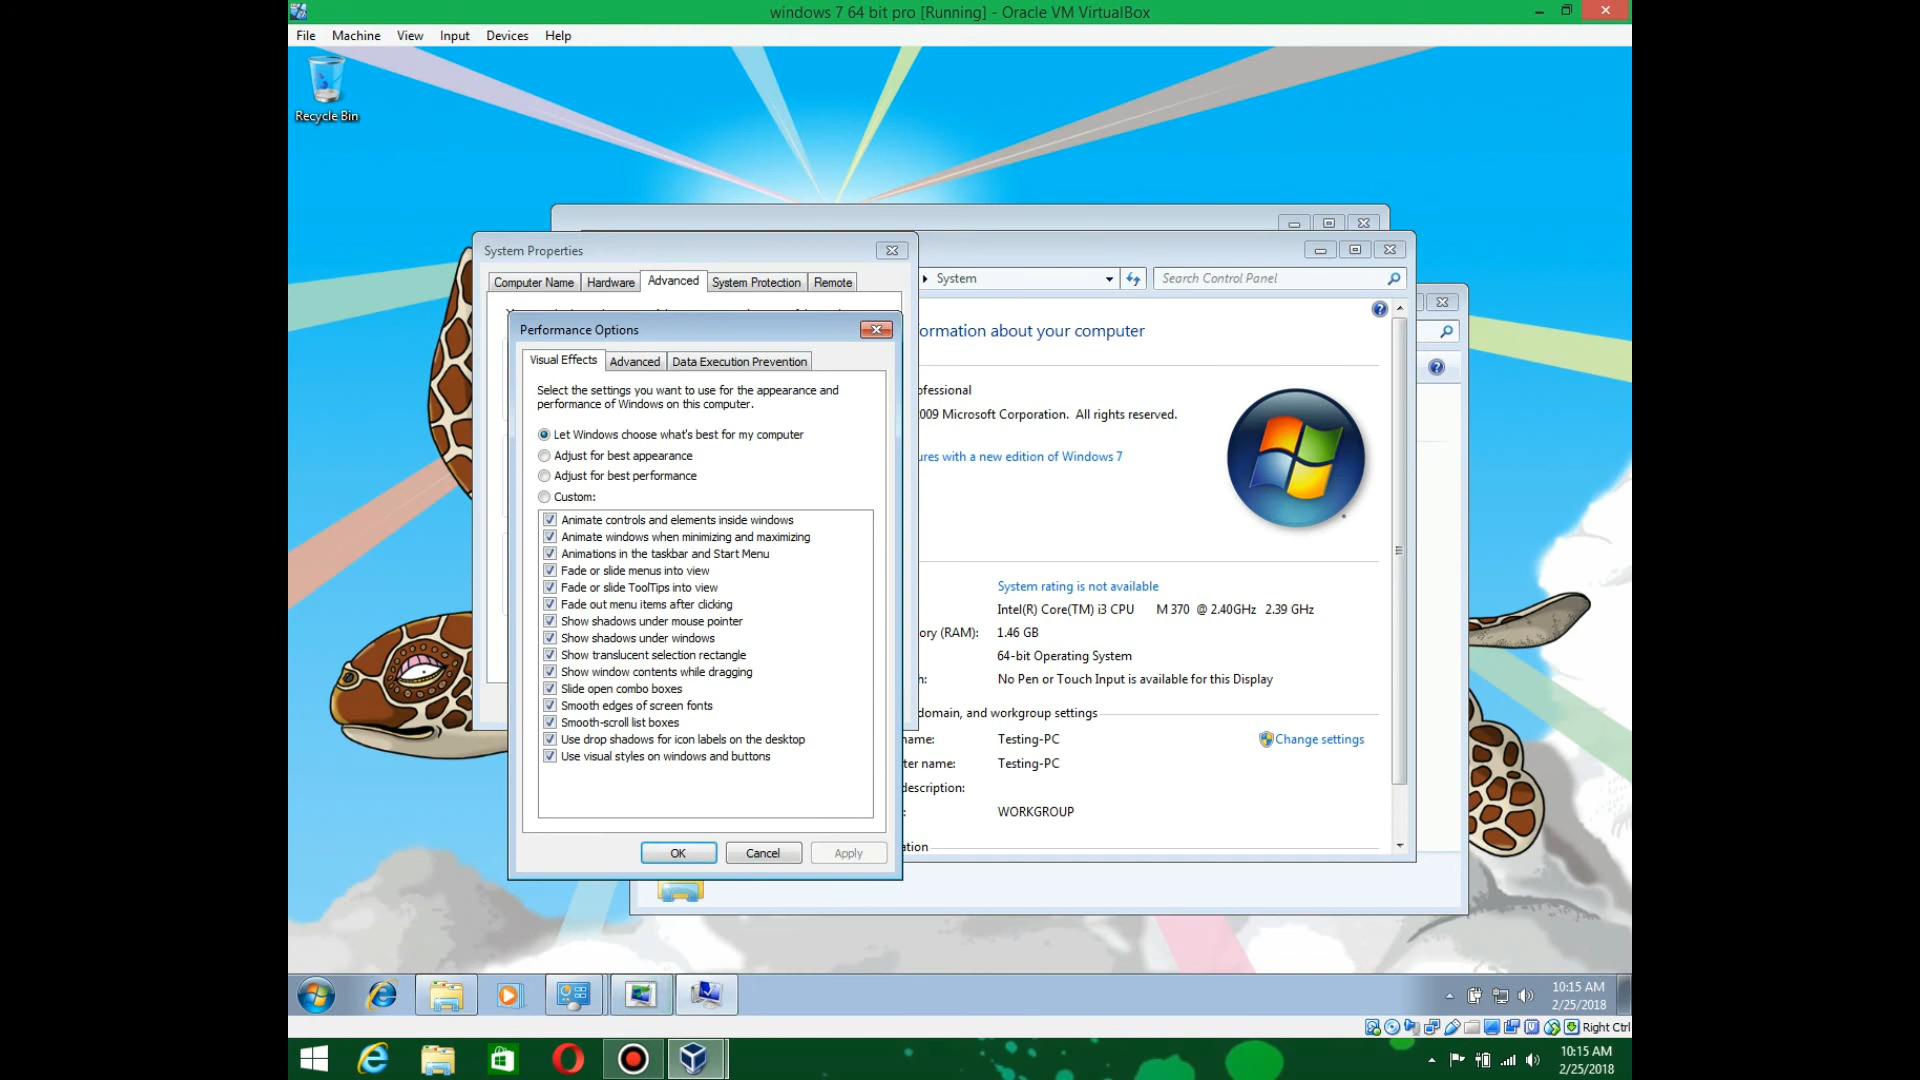 windows 7 64 bit pro [Running] - Oracle VM VirtualBox
File Machine View Input Devices Help
Recycle Bin
System Properties
Computer Name Hardware Advanced System Protection Remote
System
Search Control Panel
Performance Options
Visual Effects Advanced Data Execution Prevention
Select the settings you want to use for the appearance and
performance of Windows on this computer.
Let Windows choose what's best for my computer
Adjust for best appearance
Adjust for best performance
Custom:
Animate controls and elements inside windows
Animate windows when minimizing and maximizing
Animations in the taskbar and Start Menu
Fade or slide menus into view
Fade or slide ToolTips into view
Fade out menu items after clicking
Show shadows under mouse pointer
Show shadows under windows
Show translucent selection rectangle
Show window contents while dragging
Slide open combo boxes
Smooth edges of screen fonts
Smooth-scroll list boxes
Use drop shadows for icon labels on the desktop
Use visual styles on windows and buttons
OK Cancel Apply
ormation about your computer
ofessional
009 Microsoft Corporation. All rights reserved.
ures with a new edition of Windows 7
System rating is not available
Intel(R) Core(TM) i3 CPU M 370 @ 2.40GHz 2.39 GHz
ory (RAM): 1.46 GB
64-bit Operating System
h: No Pen or Touch Input is available for this Display
domain, and workgroup settings
name: Testing-PC
Change settings
ter name: Testing-PC
description:
: WORKGROUP
ation
10:15 AM
2/25/2018
Right Ctrl
10:15 AM
2/25/2018